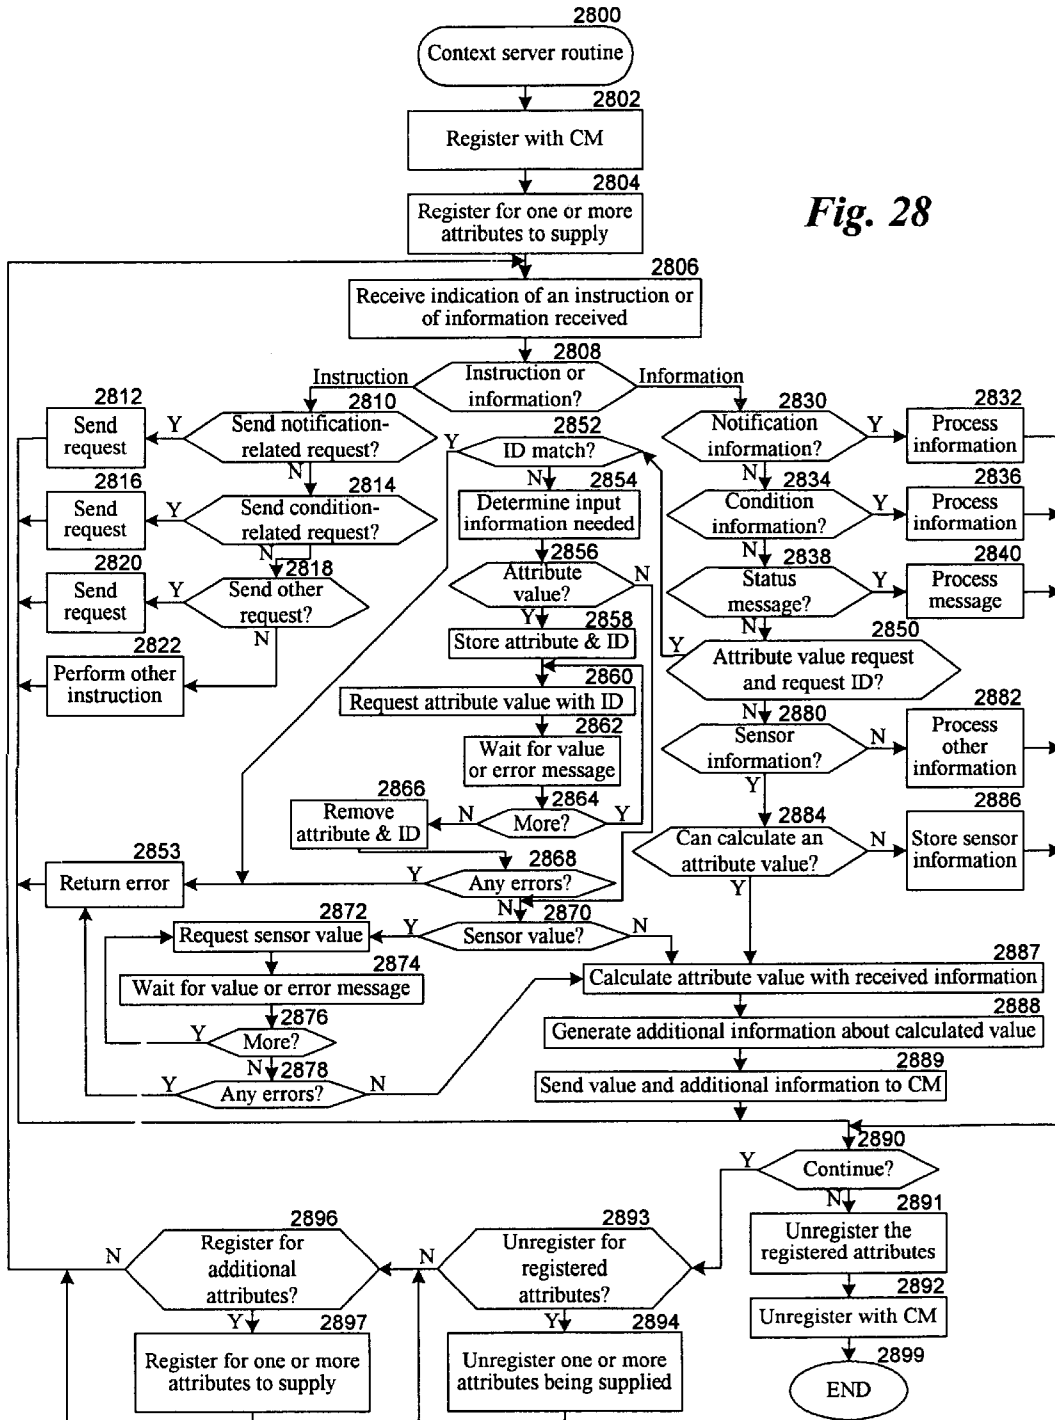 2800
Context server routine
2802
Register with CM
2804
Register for one or more
attributes to supply
Fig. 28
2806
Receive indication of an instruction or
of information received
2808
Instruction or
information?
Instruction
Information
2810
Send notification-
related request?
Y
N
2812
Send
request
2814
Send condition-
related request?
Y
N
2816
Send
request
2818
Send other
request?
Y
N
2820
Send
request
2822
Perform other
instruction
2830
Notification
information?
Y
N
2832
Process
information
2834
Condition
information?
Y
N
2836
Process
information
2838
Status
message?
Y
N
2840
Process
message
2850
Attribute value request
and request ID?
Y
N
2852
ID match?
Y
N
2854
Determine input
information needed
2856
Attribute
value?
N
Y
2858
Store attribute & ID
2860
Request attribute value with ID
2862
Wait for value
or error message
2864
More?
N
Y
2866
Remove
attribute & ID
2868
Any errors?
Y
N
2853
Return error
2870
Sensor value?
Y
N
2872
Request sensor value
2874
Wait for value or error message
2876
More?
Y
N
2878
Any errors?
Y
N
2880
Sensor
information?
N
Y
2882
Process
other
information
2884
Can calculate an
attribute value?
N
Y
2886
Store sensor
information
2887
Calculate attribute value with received information
2888
Generate additional information about calculated value
2889
Send value and additional information to CM
2890
Continue?
Y
N
2891
Unregister the
registered attributes
2892
Unregister with CM
2899
END
2893
Unregister for
registered
attributes?
N
Y
2894
Unregister one or more
attributes being supplied
2896
Register for
additional
attributes?
N
Y
2897
Register for one or more
attributes to supply